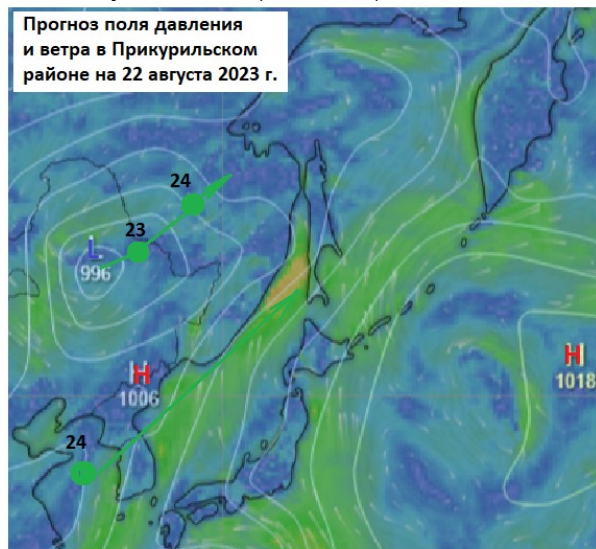 Прогноз поля давления
и ветра в Прикурильском
районе на 22 августа 2023 г.
24
23
L
996
H
1018
H
1006
24